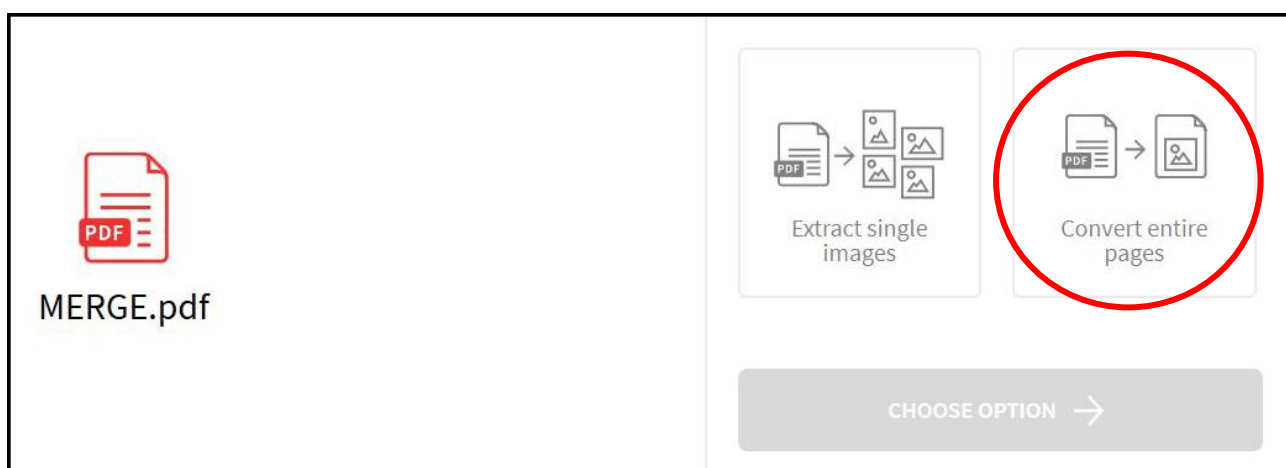 PDF
MERGE.pdf
PDF
Extract single
images
PDF
Convert entire
pages
CHOOSE OPTION